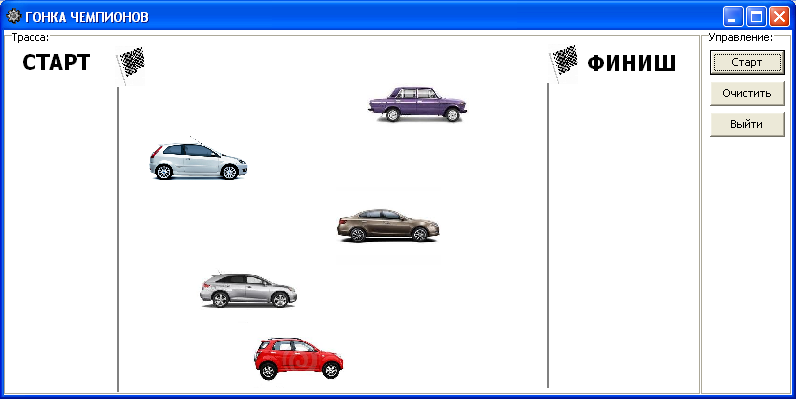 ГОНКА ЧЕМПИОНОВ
Трасса:
СТАРТ
ФИНИШ
Управление:
Старт
Очистить
Выйти